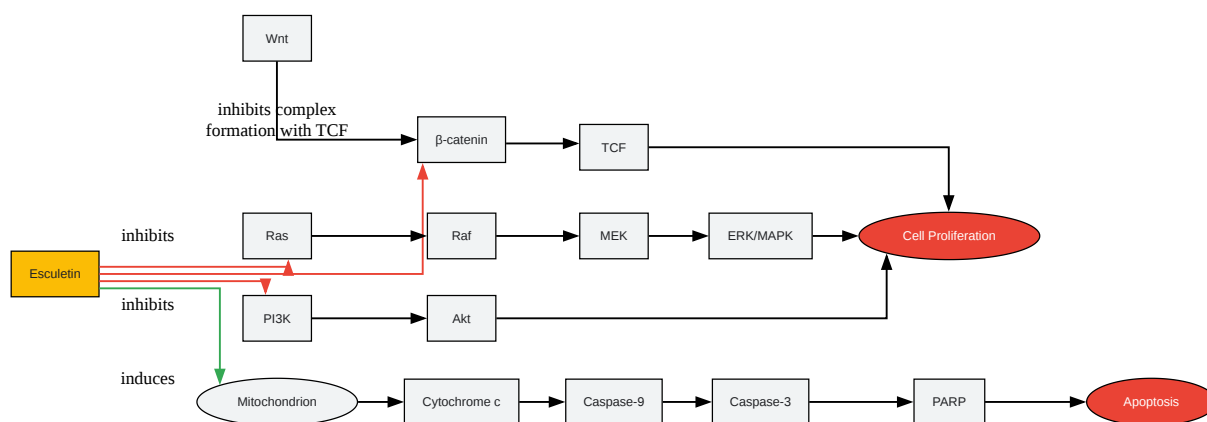 Wnt
inhibits complex
formation with TCF
β-catenin
TCF
inhibits
Ras
Raf
MEK
ERK/MAPK
Cell Proliferation
Esculetin
inhibits
PI3K
Akt
induces
Mitochondrion
Cytochrome c
Caspase-9
Caspase-3
PARP
Apoptosis